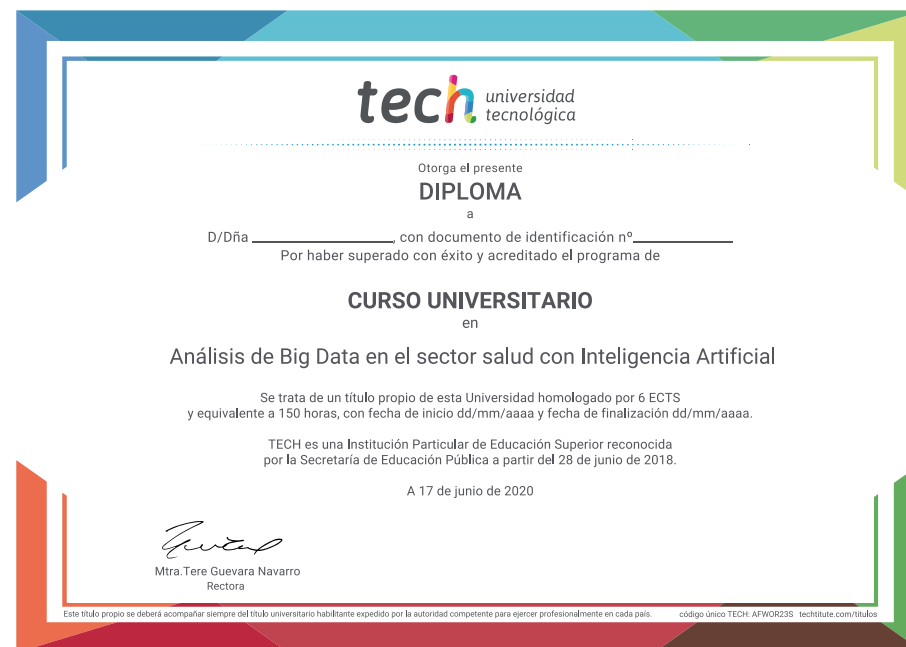 tech universidad
tecnológica
Otorga el presente
DIPLOMA
a
D/Dña ____________________, con documento de identificación nº______________
Por haber superado con éxito y acreditado el programa de
CURSO UNIVERSITARIO
en
Análisis de Big Data en el sector salud con Inteligencia Artificial
Se trata de un título propio de esta Universidad homologado por 6 ECTS
y equivalente a 150 horas, con fecha de inicio dd/mm/aaaa y fecha de finalización dd/mm/aaaa.
TECH es una Institución Particular de Educación Superior reconocida
por la Secretaría de Educación Pública a partir del 28 de junio de 2018.
A 17 de junio de 2020
Mtra.Tere Guevara Navarro
Rectora
Este título propio se deberá acompañar siempre del título universitario habilitante expedido por la autoridad competente para ejercer profesionalmente en cada país. código único TECH: AFWOR23S techtitute.com/titulos